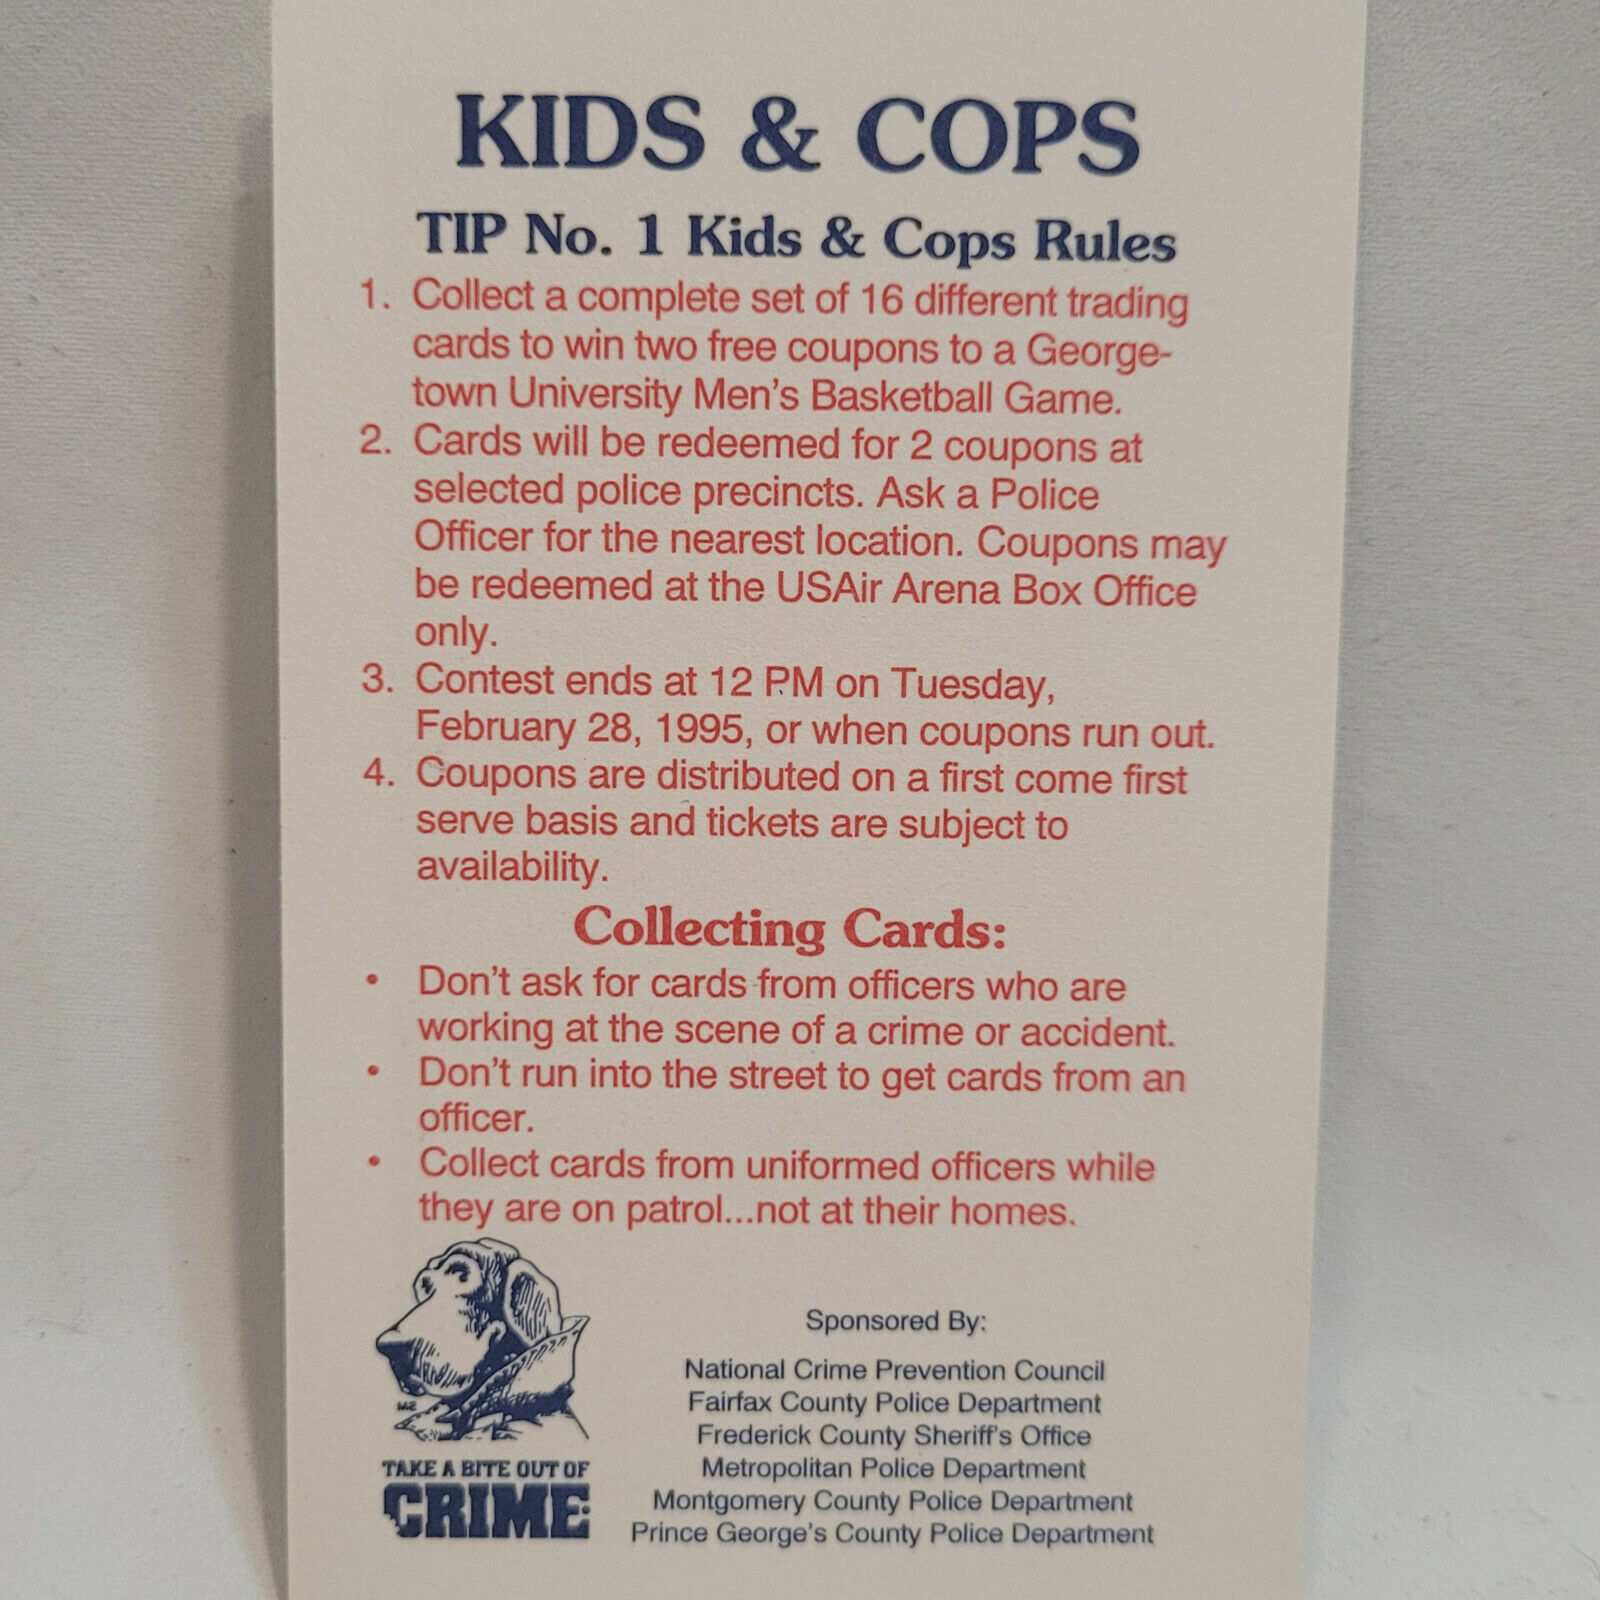 KIDS & COPS
TIP No. 1 Kids & Cops Rules
1. Collect a complete set of 16 different trading
cards to win two free coupons to a George-
town University Men's Basketball Game.
2. Cards will be redeemed for 2 coupons at
selected police precincts. Ask a Police
Officer for the nearest location. Coupons may
be redeemed at the USAir Arena Box Office
only.
3. Contest ends at 12 PM on Tuesday,
February 28, 1995, or when coupons run out.
4. Coupons are distributed on a first come first
serve basis and tickets are subject to
availability.
Collecting Cards:
• Don't ask for cards from officers who are
working at the scene of a crime or accident.
• Don't run into the street to get cards from an
officer.
• Collect cards from uniformed officers while
they are on patrol...not at their homes.
TAKE A BITE OUT OF
CRIME
Sponsored By:
National Crime Prevention Council
Fairfax County Police Department
Frederick County Sheriff's Office
Metropolitan Police Department
Montgomery County Police Department
Prince George's County Police Department